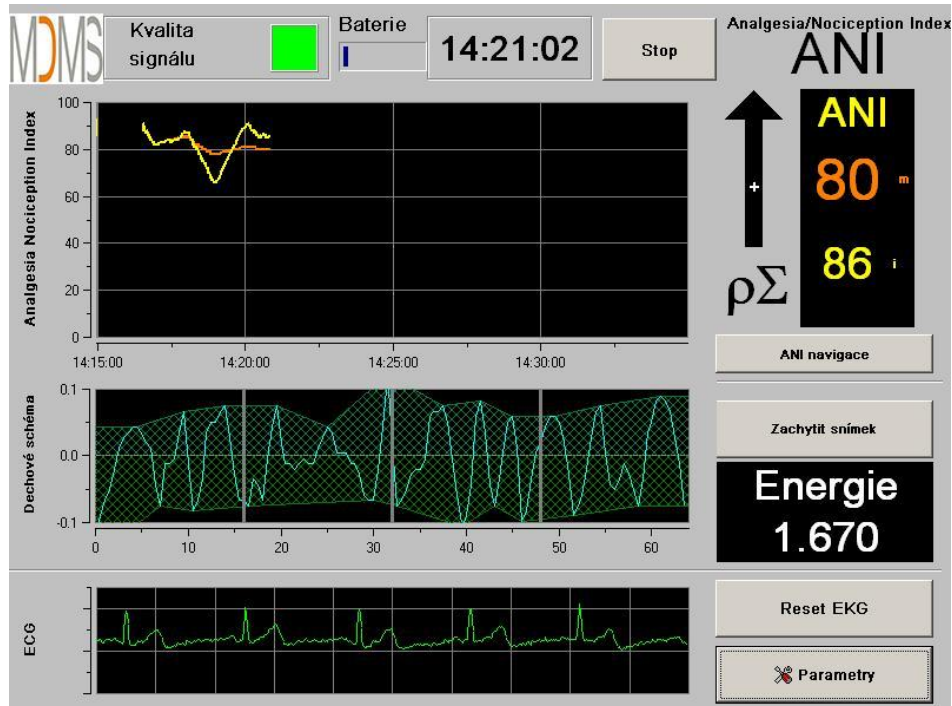 MDMS
Kvalita
signálu
Baterie
14:21:02
Stop
Analgesia/Nociception Index
ANI
Analgesia Nociception Index
100
80
60
40
20
0
14:15:00
14:20:00
14:25:00
14:30:00
+
ρΣ
ANI
80 m
86 i
ANI navigace
Dechové schéma
0.1
0.0
-0.1
0
10
20
30
40
50
60
Zachytit snímek
Energie
1.670
ECG
Reset EKG
Parametry